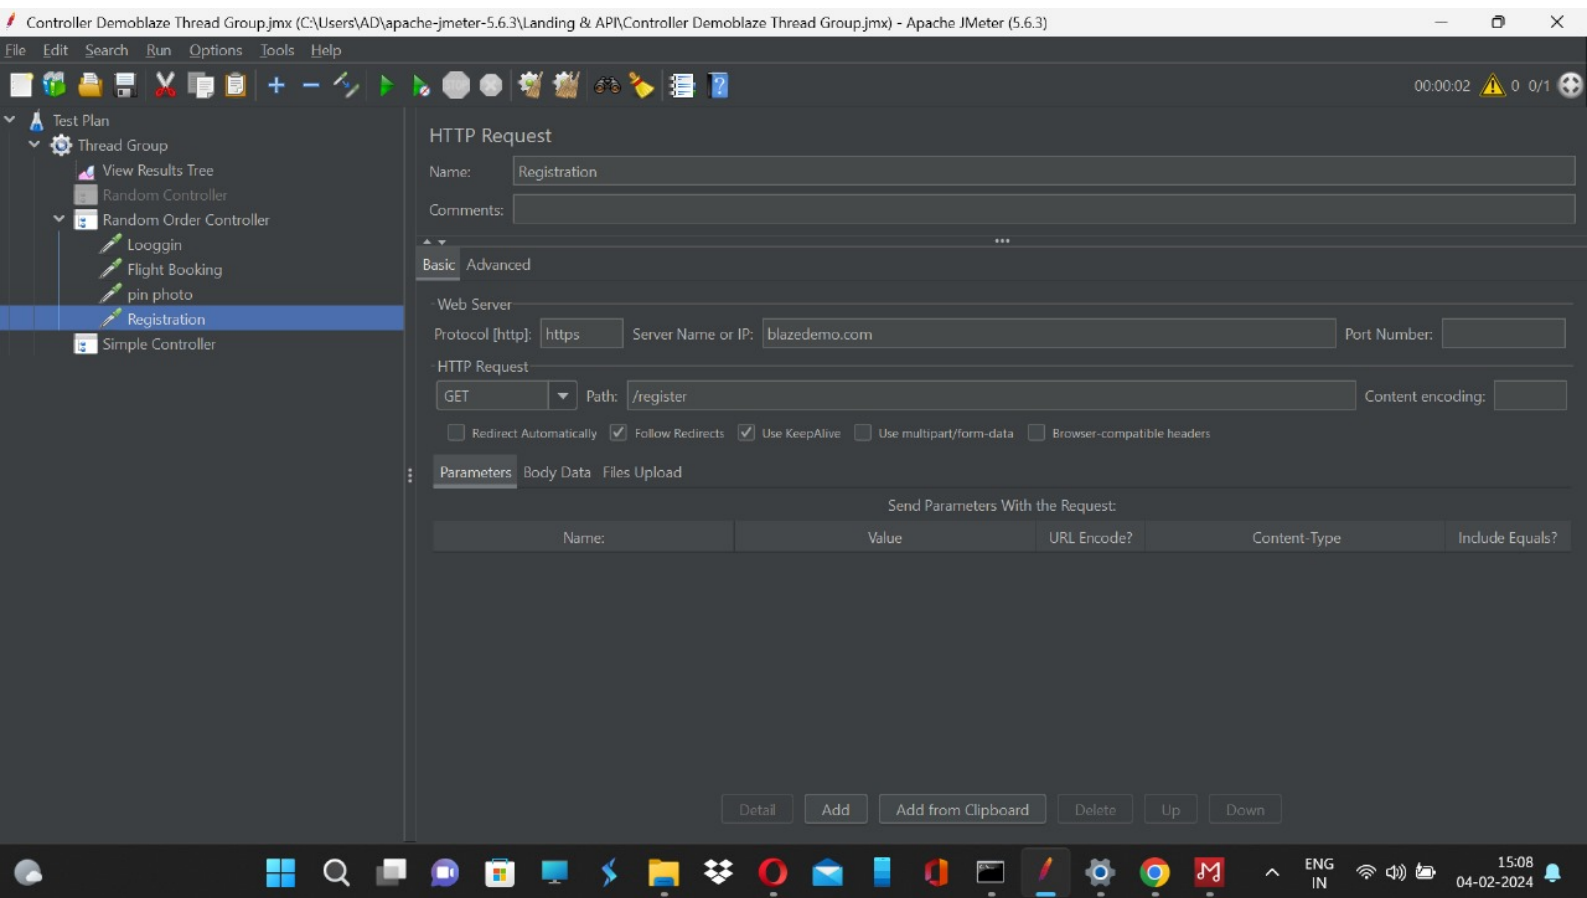 Controller Demoblaze Thread Group.jmx (C:\Users\AD\apache-jmeter-5.6.3\Landing & API\Controller Demoblaze Thread Group.jmx) - Apache JMeter (5.6.3)
File Edit Search Run Options Tools Help
STOP
00:00:02 0 0/1
Test Plan
Thread Group
View Results Tree
Random Controller
Random Order Controller
Looggin
Flight Booking
pin photo
Registration
Simple Controller
HTTP Request
Name: Registration
Comments:
Basic Advanced
Web Server
Protocol [http]: https Server Name or IP: blazedemo.com Port Number:
HTTP Request
GET Path: /register Content encoding:
Redirect Automatically Follow Redirects Use KeepAlive Use multipart/form-data Browser-compatible headers
Parameters Body Data Files Upload
Send Parameters With the Request:
Name: Value URL Encode? Content-Type Include Equals?
Detail Add Add from Clipboard Delete Up Down
ENG
IN
15:08
04-02-2024